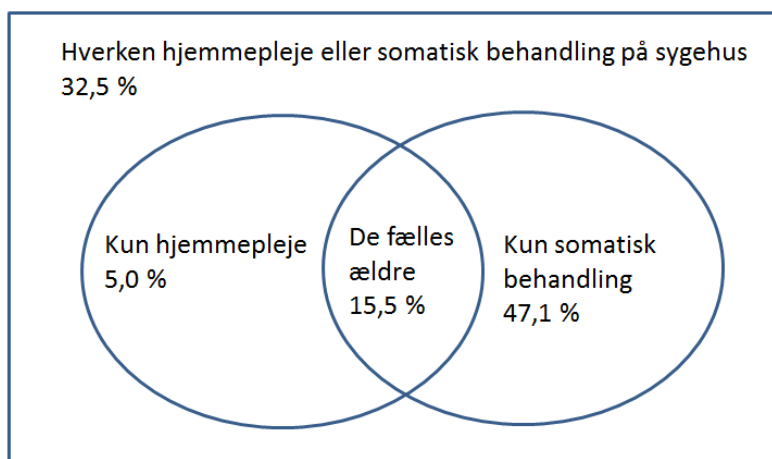 Hverken hjemmepleje eller somatisk behandling på sygehus
32,5 %
Kun hjemmepleje
5,0 %
De fælles
ældre
15,5 %
Kun somatisk
behandling
47,1 %